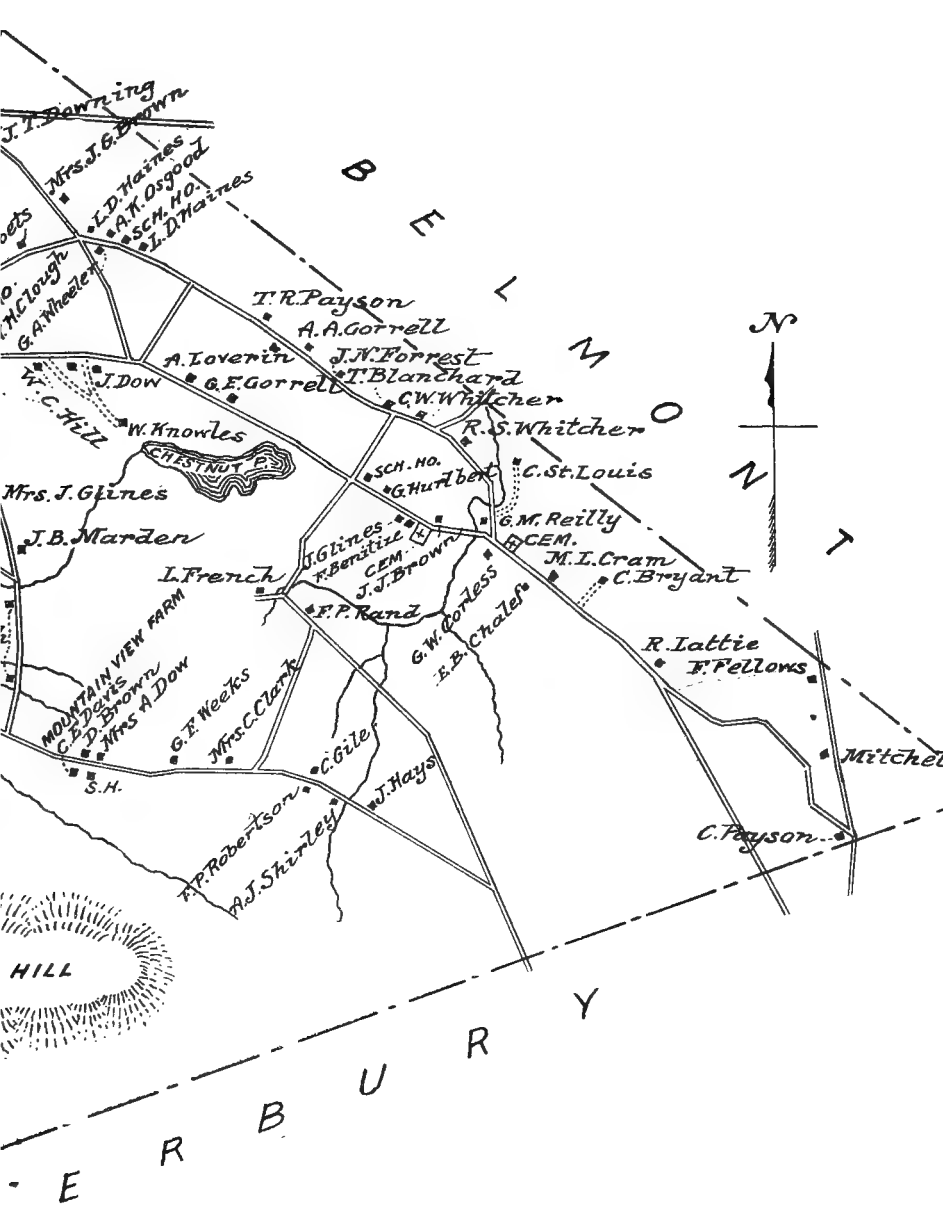 J. T. Downing
Mrs. J. G. Brown
L. D. Haines
A. K. Osgood
SCH. HO.
L. D. Haines
H. Clough
G. A. Wheeler
B E L M O N T
N
T. R. Payson
A. A. Gorrell
J. N. Forrest
T. Blanchard
C. W. Whitcher
A. Loverin
G. E. Gorrell
J. Dow
W. C. Hill
W. Knowles
CHESTNUT P.
R. S. Whitcher
SCH. HO.
G. Hurlbert
C. St. Louis
Mrs. J. Glines
J. B. Marden
J. Glines
F. Benitize
CEM.
J. J. Brown
G. M. Reilly
CEM.
M. L. Cram
C. Bryant
L. French
F. P. Rand
G. W. Corless
E. B. Chalef
R. Lattie
F. Fellows
MOUNTAIN VIEW FARM
C. E. Davis
D. Brown
Mrs A Dow
G. F. Weeks
Mrs. C. Clark
S. H.
C. Gile
J. Hays
F. P. Robertson
A. J. Shirley
Mitchel
C. Payson
HILL
E R B U R Y